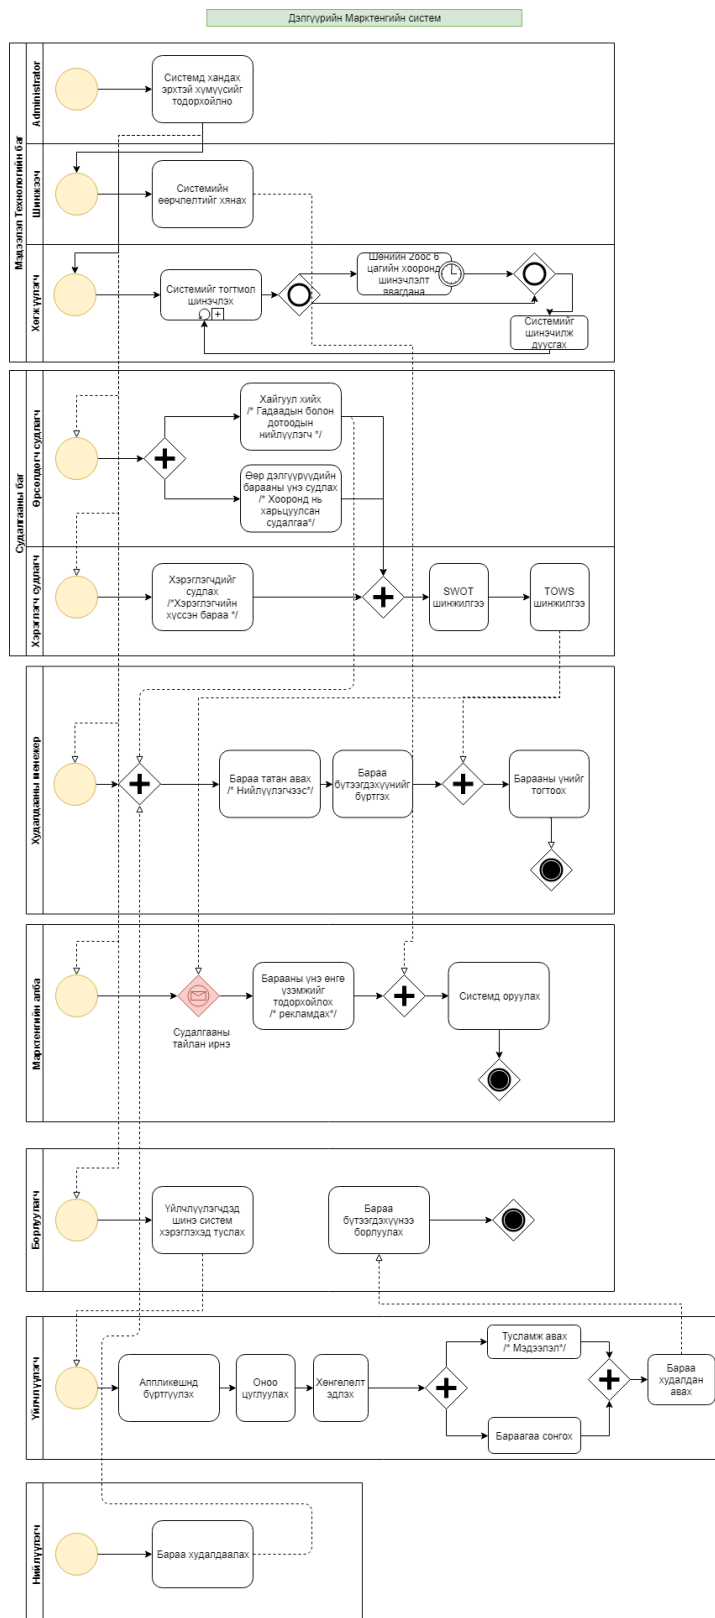 Дэлгүүрийн Марктенгийн систем
Мэдээлэл Технологийн баг
Administrator
Системд хандах
эрхтэй хүмүүсийг
тодорхойлно
Шинжээч
Системийн
өөрчлөлтийг хянах
Хөгжүүлэгч
Системийг тогтмол
шинэчлэх
Шөнийн 2оос 6
цагийн хооронд
шинэчлэлт
явагдана
Системийг
шинэчилж
дуусгах
Судалгааны баг
Өрсөлдөгч судлагч
Хайгуул хийх
/* Гадаадын болон
дотоодын
нийлүүлэгч */
Өөр дэлгүүрүүдийн
барааны үнэ судлах
/* Хооронд нь
харьцуулсан
судалгаа*/
Хэрэглэгч судлагч
Хэрэглэгчдийг
судлах
/*Хэрэглэгчийн
хүссэн бараа */
SWOT
шинжилгээ
TOWS
шинжилгээ
Худалдааны менежер
Бараа татан авах
/* Нийлүүлэгчээс*/
Бараа
бүтээгдэхүүнийг
бүртгэх
Барааны үнийг
тогтоох
Марктенгийн алба
Судалгааны
тайлан ирнэ
Барааны үнэ өнгө
үзэмжийг
тодорхойлох
/* рекламдах*/
Системд оруулах
Борлуулагч
Үйлчлүүлэгчдэд
шинэ систем
хэрэглэхэд туслах
Бараа
бүтээгдэхүүнээ
борлуулах
Үйлчлүүлэгч
Аппликешнд
бүртгүүлэх
Оноо
цуглуулах
Хөнгөлөлт
эдлэх
Тусламж авах
/* Мэдээлэл*/
Бараагаа сонгох
Бараа
худалдан
авах
Нийлүүлэгч
Бараа худалдаалах